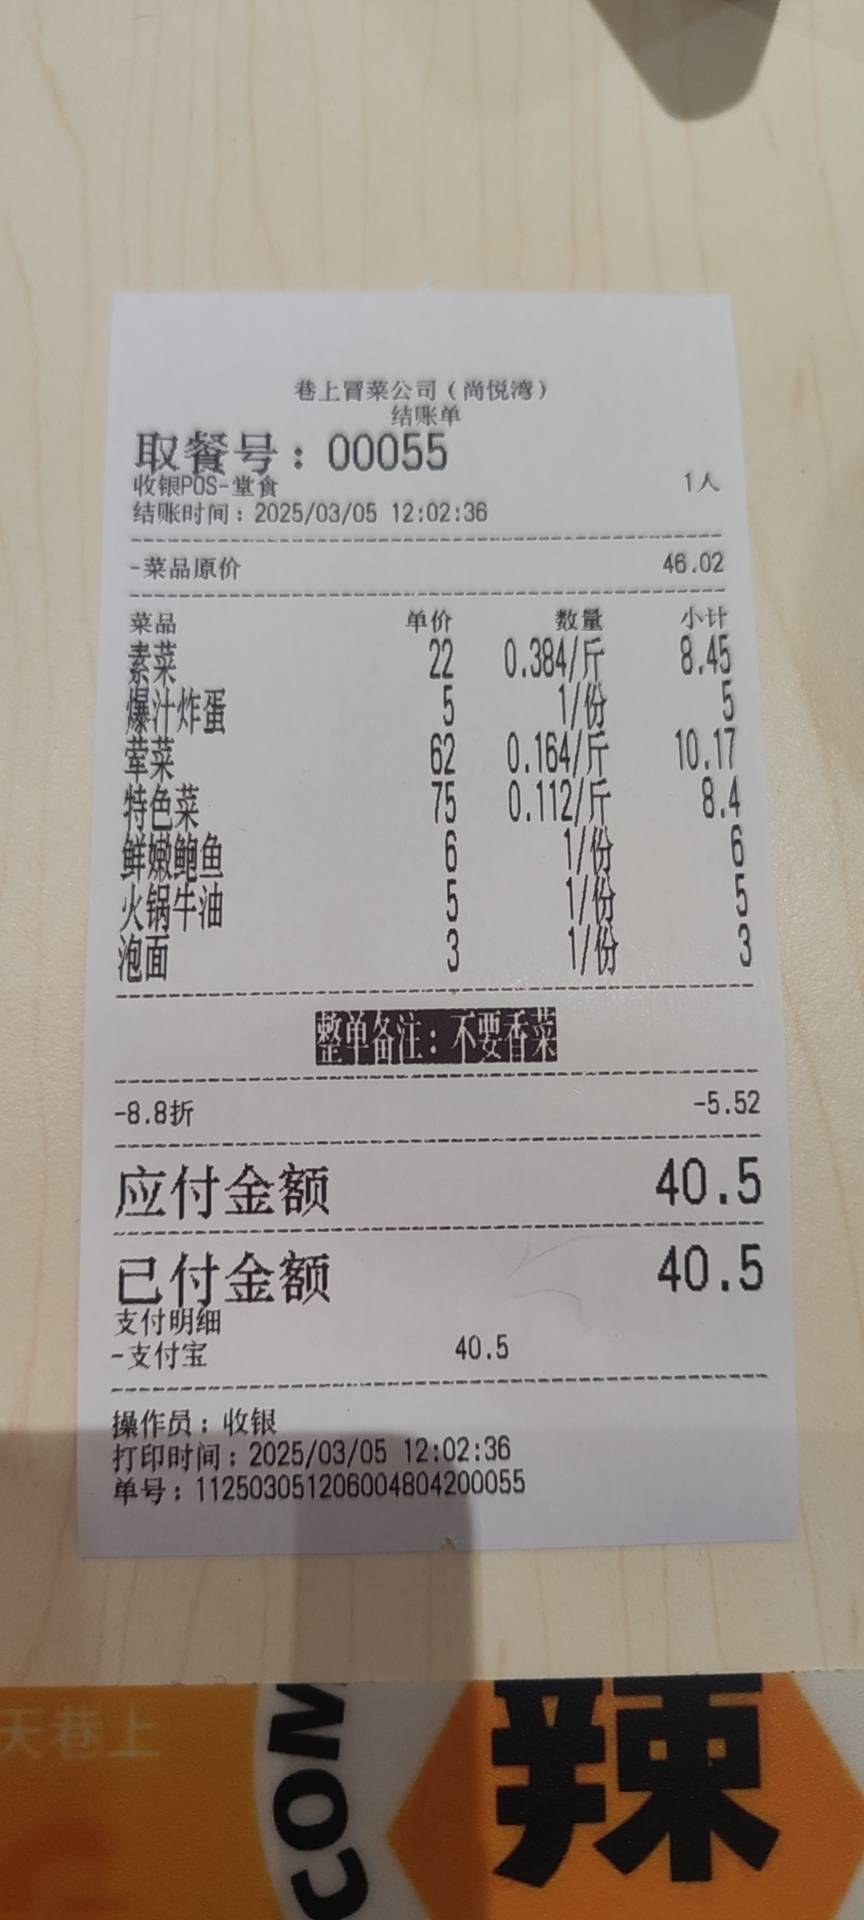 巷上冒菜公司（尚悦湾）
结账单
取餐号：00055
收银POS-堂食 1人
结账时间：2025/03/05 12:02:36
-菜品原价 46.02
菜品 单价 数量 小计
素菜 22 0.384/斤 8.45
爆汁炸蛋 5 1/份 5
荤菜 62 0.164/斤 10.17
特色菜 75 0.112/斤 8.4
鲜嫩鲍鱼 6 1/份 6
火锅牛油 5 1/份 5
泡面 3 1/份 3
整单备注：不要香菜
-8.8折 -5.52
应付金额 40.5
已付金额 40.5
支付明细
-支付宝 40.5
操作员：收银
打印时间：2025/03/05 12:02:36
单号：1125030512060048042000055
天巷上
COM
辣